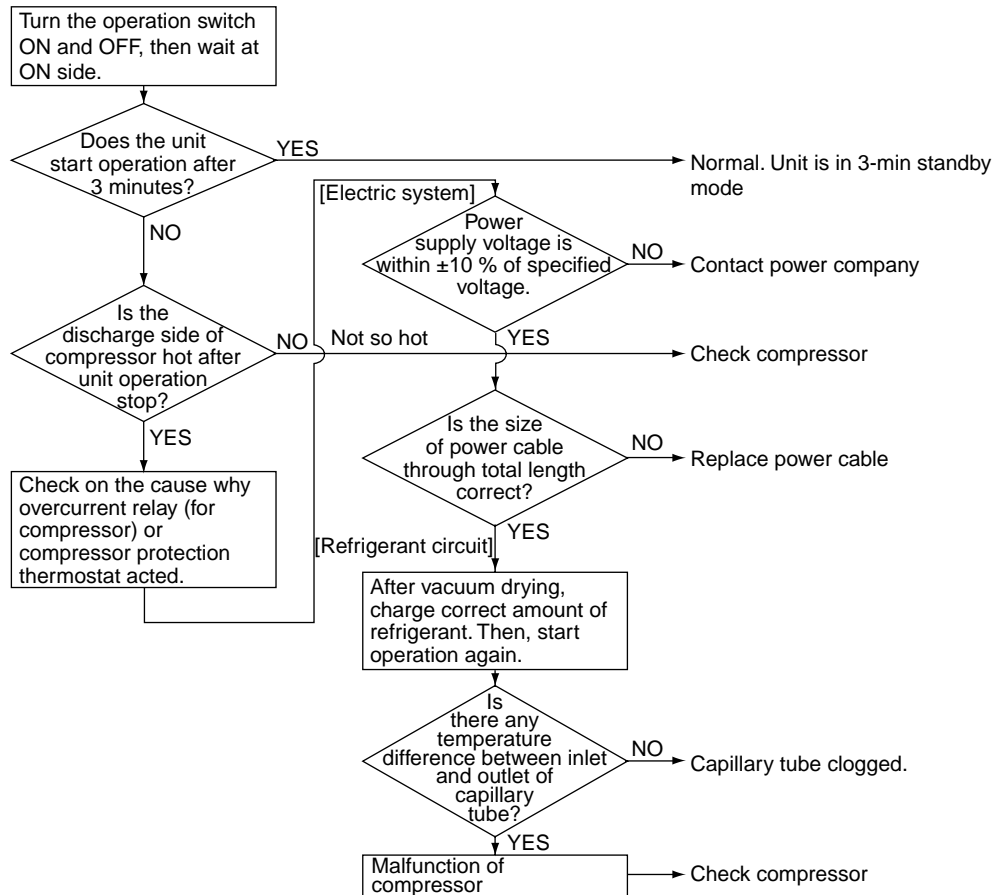 Turn the operation switch
ON and OFF, then wait at
ON side.
Does the unit
start operation after
3 minutes?
YES
Normal. Unit is in 3-min standby
mode
NO
[Electric system]
Power
supply voltage is
within ±10 % of specified
voltage.
NO
Contact power company
YES
Is the
discharge side of
compressor hot after
unit operation
stop?
NO
Not so hot
Check compressor
YES
Is the size
of power cable
through total length
correct?
NO
Replace power cable
YES
Check on the cause why
overcurrent relay (for
compressor) or
compressor protection
thermostat acted.
[Refrigerant circuit]
After vacuum drying,
charge correct amount of
refrigerant. Then, start
operation again.
Is
there any
temperature
difference between inlet
and outlet of
capillary
tube?
NO
Capillary tube clogged.
YES
Malfunction of
compressor
Check compressor